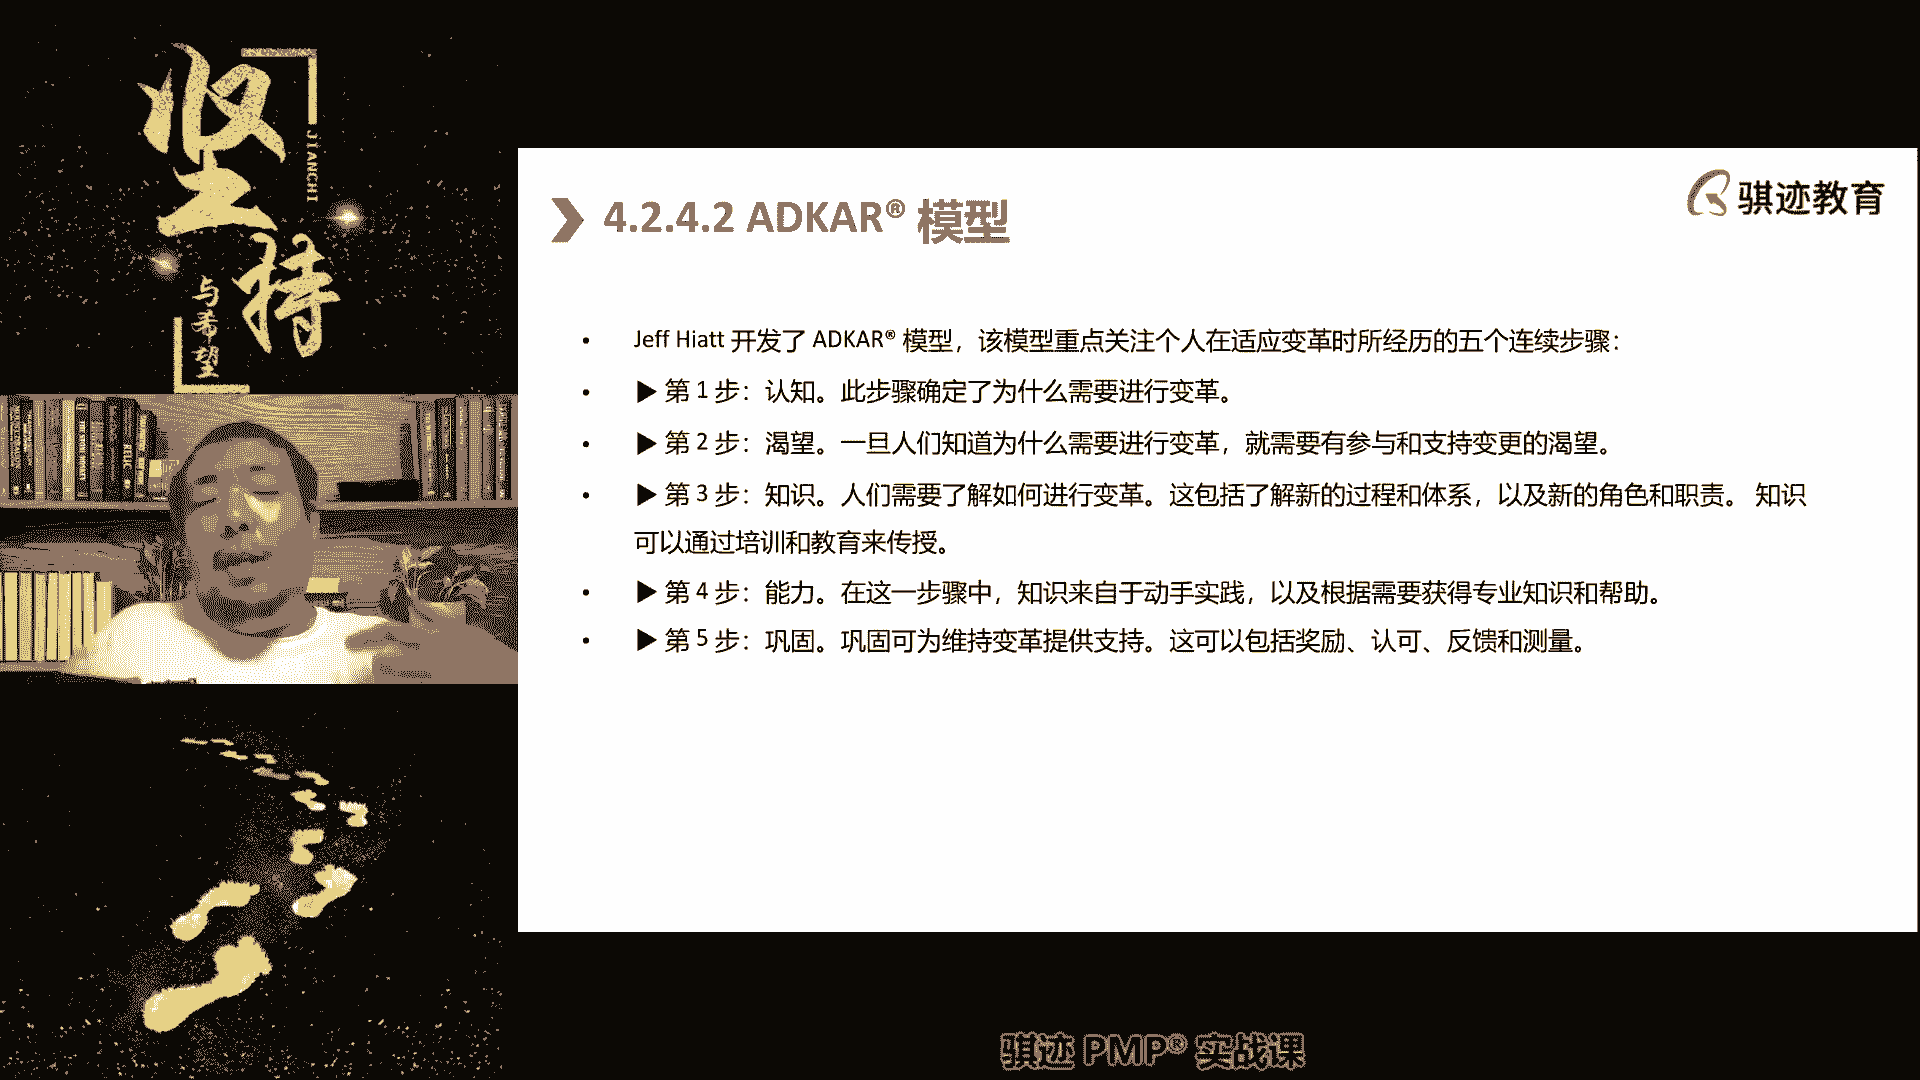 坚持
JIANCHI
与希望
骐迹教育
4.2.4.2 ADKAR® 模型
• Jeff Hiatt 开发了 ADKAR® 模型，该模型重点关注个人在适应变革时所经历的五个连续步骤：
• ▶ 第 1 步：认知。此步骤确定了为什么需要进行变革。
• ▶ 第 2 步：渴望。一旦人们知道为什么需要进行变革，就需要有参与和支持变更的渴望。
• ▶ 第 3 步：知识。人们需要了解如何进行变革。这包括了解新的过程和体系，以及新的角色和职责。 知识
可以通过培训和教育来传授。
• ▶ 第 4 步：能力。在这一步骤中，知识来自于动手实践，以及根据需要获得专业知识和帮助。
• ▶ 第 5 步：巩固。巩固可为维持变革提供支持。这可以包括奖励、认可、反馈和测量。
骐迹 PMP® 实战课